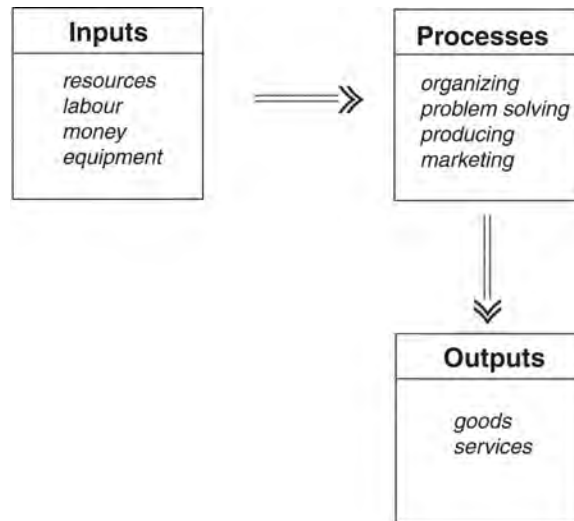 Inputs
resources
labour
money
equipment
Processes
organizing
problem solving
producing
marketing
Outputs
goods
services